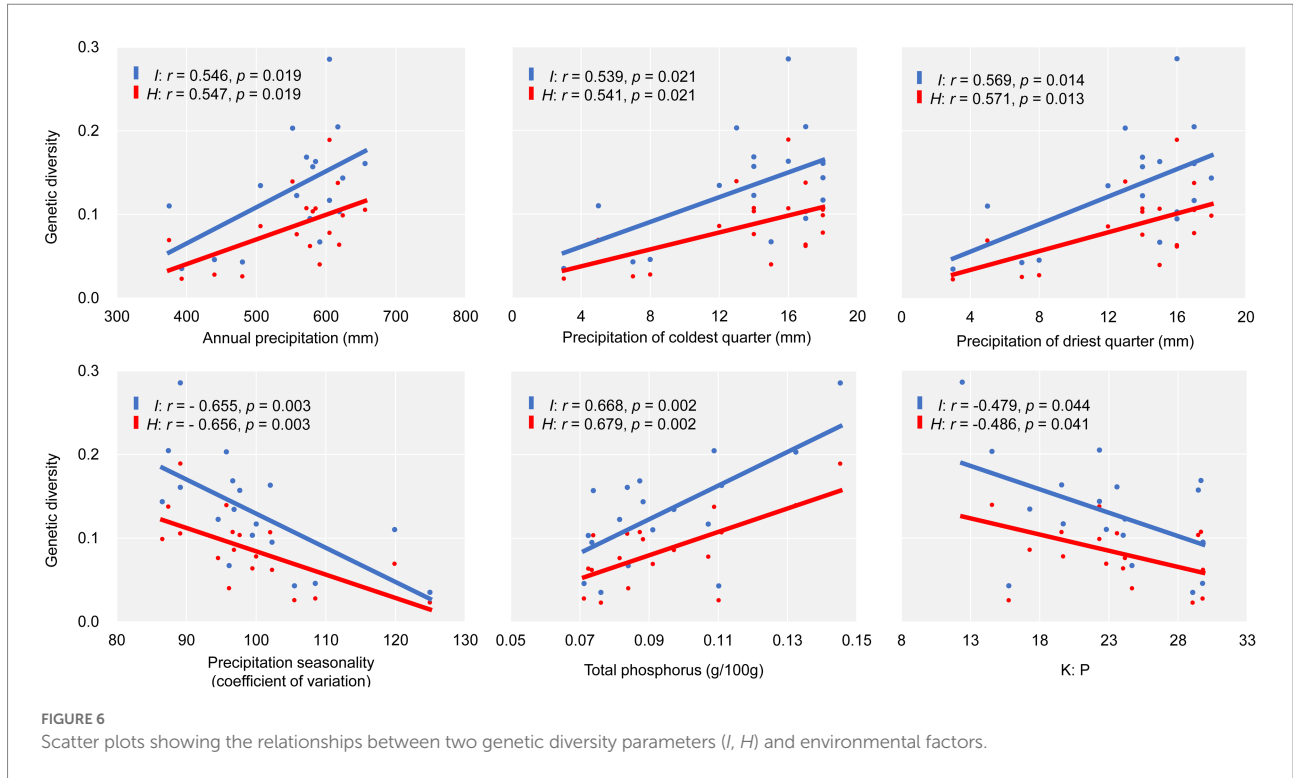 0.3
0.2
0.1
0.0
Genetic diversity
I: r = 0.546, p = 0.019
H: r = 0.547, p = 0.019
300 400 500 600 700 800
Annual precipitation (mm)
I: r = 0.539, p = 0.021
H: r = 0.541, p = 0.021
0 4 8 12 16 20
Precipitation of coldest quarter (mm)
I: r = 0.569, p = 0.014
H: r = 0.571, p = 0.013
0 4 8 12 16 20
Precipitation of driest quarter (mm)
0.3
0.2
0.1
0.0
Genetic diversity
I: r = - 0.655, p = 0.003
H: r = - 0.656, p = 0.003
80 90 100 110 120 130
Precipitation seasonality
(coefficient of variation)
I: r = 0.668, p = 0.002
H: r = 0.679, p = 0.002
0.05 0.07 0.09 0.11 0.13 0.15
Total phosphorus (g/100g)
I: r = -0.479, p = 0.044
H: r = -0.486, p = 0.041
8 13 18 23 28 33
K: P
FIGURE 6
Scatter plots showing the relationships between two genetic diversity parameters (I, H) and environmental factors.